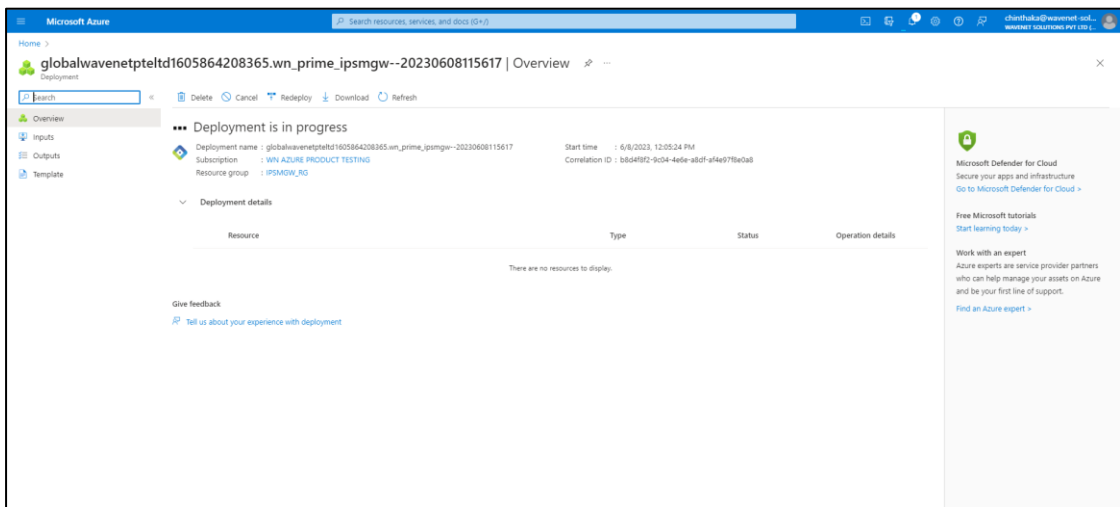 Microsoft Azure
Search resources, services, and docs (G+/)
1
chinthaka@wavenet-sol...
WAVENET SOLUTIONS PVT LTD (...
Home >
globalwavenetpteltd1605864208365.wn_prime_ipsmgw--20230608115617 | Overview
Deployment
Search
Delete Cancel Redeploy Download Refresh
Overview
Inputs
Outputs
Template
Deployment is in progress
Deployment name : globalwavenetpteltd1605864208365.wn_prime_ipsmgw--20230608115617
Subscription : WN AZURE PRODUCT TESTING
Resource group : IPSMGW_RG
Start time : 6/8/2023, 12:05:24 PM
Correlation ID : b8d4f8f2-9c04-4e6e-a8df-af4e97f8e0a8
Deployment details
Resource Type Status Operation details
There are no resources to display.
Give feedback
Tell us about your experience with deployment
Microsoft Defender for Cloud
Secure your apps and infrastructure
Go to Microsoft Defender for Cloud >
Free Microsoft tutorials
Start learning today >
Work with an expert
Azure experts are service provider partners
who can help manage your assets on Azure
and be your first line of support.
Find an Azure expert >